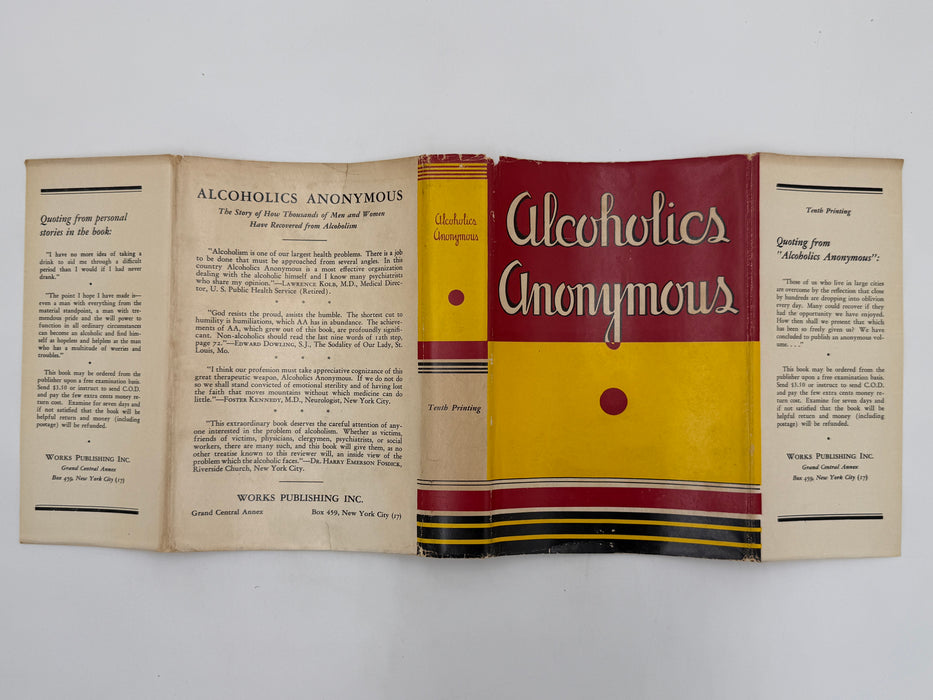 Quoting from personal
stories in the book:
"I have no more idea of taking a
drink to aid me through a difficult
period than I would if I had never
drank."
"The point I hope I have made is—
even a man with everything from the
material standpoint, a man with tre-
mendous pride and the will power to
function in all ordinary circumstances
can become an alcoholic and find him-
self as hopeless and helpless as the man
who has a multitude of worries and
troubles."
This book may be ordered from the
publisher upon a free examination basis.
Send $3.50 or instruct to send C.O.D.
and pay the few extra cents money re-
turn cost. Examine for seven days and
if not satisfied that the book will be
helpful return and money (including
postage) will be refunded.
WORKS PUBLISHING INC.
Grand Central Annex
Box 459, New York City (17)
ALCOHOLICS ANONYMOUS
The Story of How Thousands of Men and Women
Have Recovered from Alcoholism
"Alcoholism is one of our largest health problems. There is a job
to be done that must be approached from several angles. In this
country Alcoholics Anonymous is a most effective organization
dealing with the alcoholic himself and I know many psychiatrists
who share my opinion."—LAWRENCE KOLB, M.D., Medical Direc-
tor, U. S. Public Health Service (Retired).
"God resists the proud, assists the humble. The shortest cut to
humility is humiliations, which AA has in abundance. The achieve-
ments of AA, which grew out of this book, are profoundly signifi-
cant. Non-alcoholics should read the last nine words of 12th step,
page 72."—EDWARD DOWLING, S.J., The Sodality of Our Lady, St.
Louis, Mo.
"I think our profession must take appreciative cognizance of this
great therapeutic weapon, Alcoholics Anonymous. If we do not do
so we shall stand convicted of emotional sterility and of having lost
the faith that moves mountains without which medicine can do
little."—FOSTER KENNEDY, M.D., Neurologist, New York City.
"This extraordinary book deserves the careful attention of any-
one interested in the problem of alcoholism. Whether as victims,
friends of victims, physicians, clergymen, psychiatrists, or social
workers, there are many such, and this book will give them, as no
other treatise known to this reviewer will, an inside view of the
problem which the alcoholic faces."—DR. HARRY EMERSON FOSDICK,
Riverside Church, New York City.
WORKS PUBLISHING INC.
Grand Central Annex Box 459, New York City (17)
Alcoholics
Anonymous
Tenth Printing
Alcoholics
Anonymous
Tenth Printing
Quoting from
"Alcoholics Anonymous":
"Those of us who live in large cities
are overcome by the reflection that close
by hundreds are dropping into oblivion
every day. Many could recover if they
had the opportunity we have enjoyed.
How then shall we present that which
has been so freely given us? We have
concluded to publish an anonymous vol-
ume. . . ."
This book may be ordered from the
publisher upon a free examination basis.
Send $3.50 or instruct to send C.O.D.
and pay the few extra cents money re-
turn cost. Examine for seven days and
if not satisfied that the book will be
helpful return and money (including
postage) will be refunded.
WORKS PUBLISHING INC.
Grand Central Annex
Box 459, New York City (17)